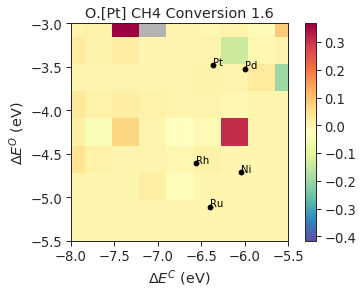 O.[Pt] CH4 Conversion 1.6
ΔE^O (eV)
−3.0
−3.5
−4.0
−4.5
−5.0
−5.5
Pt
Pd
Rh
Ni
Ru
−8.0 −7.5 −7.0 −6.5 −6.0 −5.5
ΔE^C (eV)
0.3
0.2
0.1
0.0
−0.1
−0.2
−0.3
−0.4